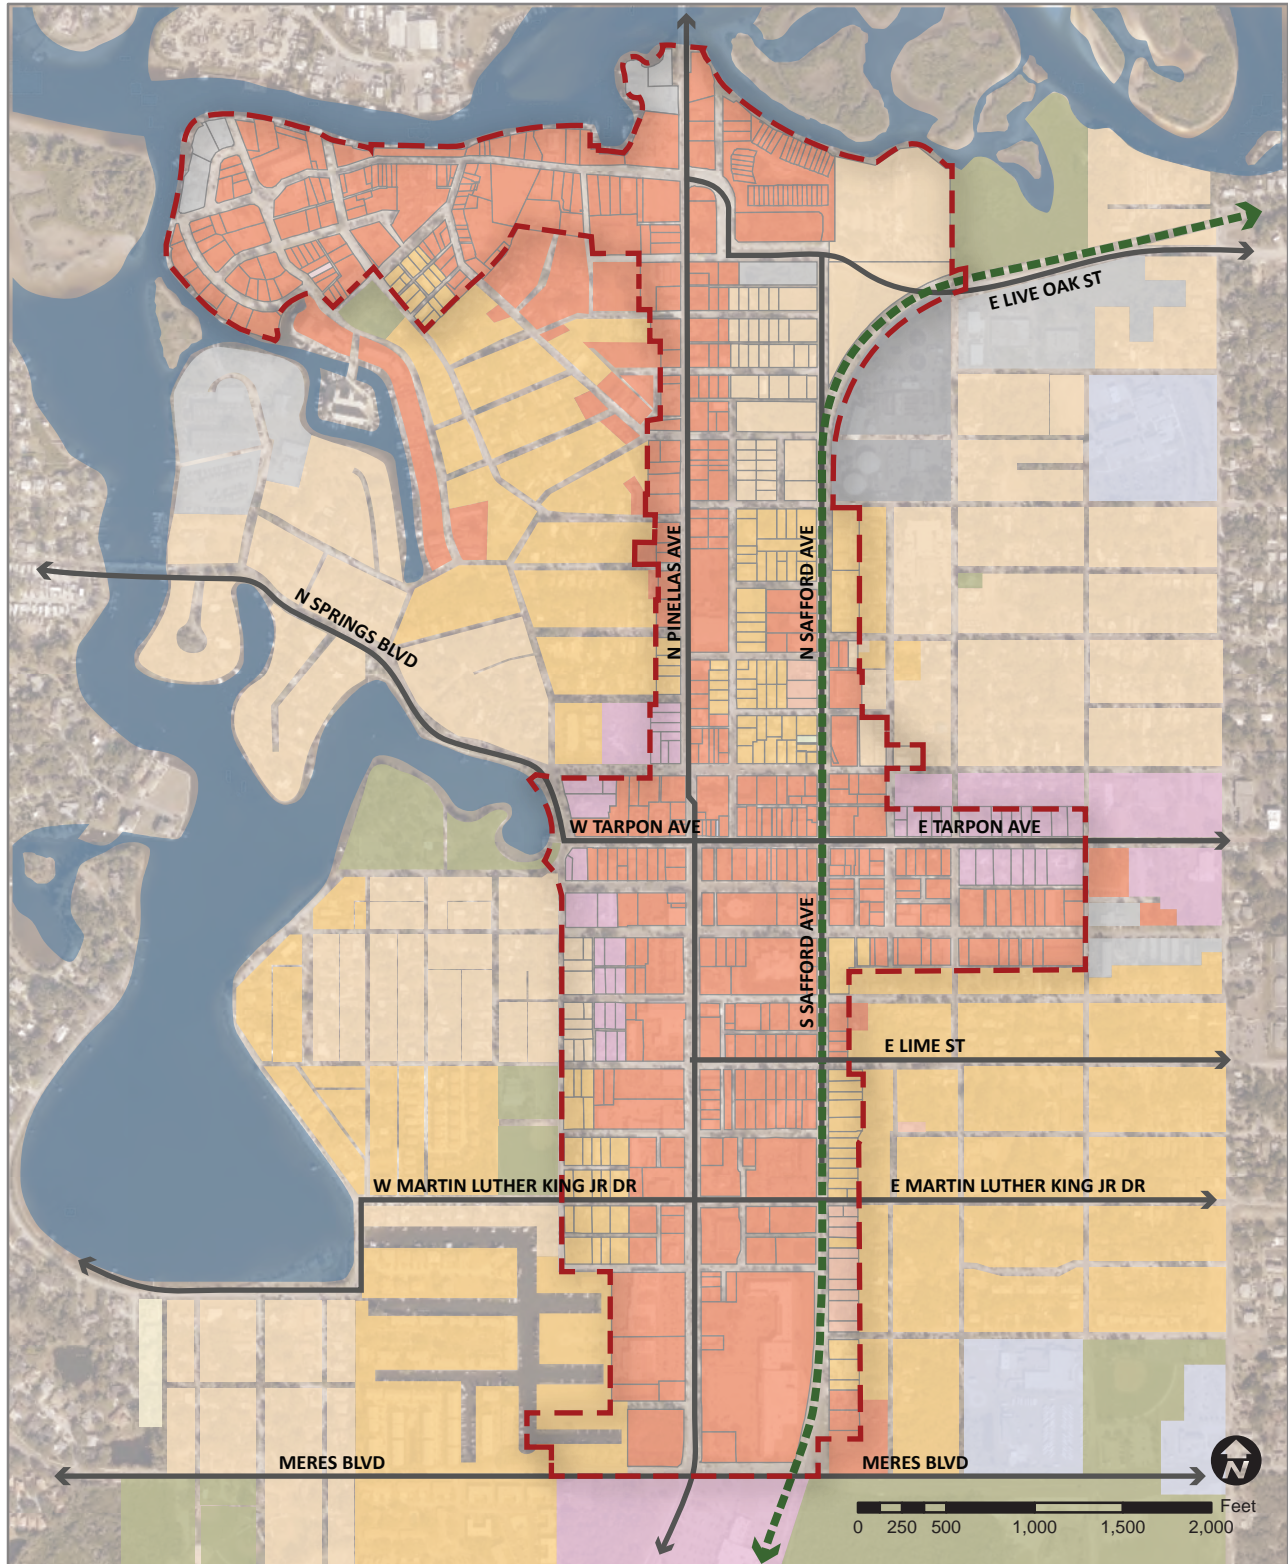 E LIVE OAK ST
N PINELLAS AVE
N SAFFORD AVE
N SPRINGS BLVD
W TARPON AVE
E TARPON AVE
S SAFFORD AVE
E LIME ST
W MARTIN LUTHER KING JR DR
E MARTIN LUTHER KING JR DR
MERES BLVD
MERES BLVD
N
Feet
0 250 500 1,000 1,500 2,000